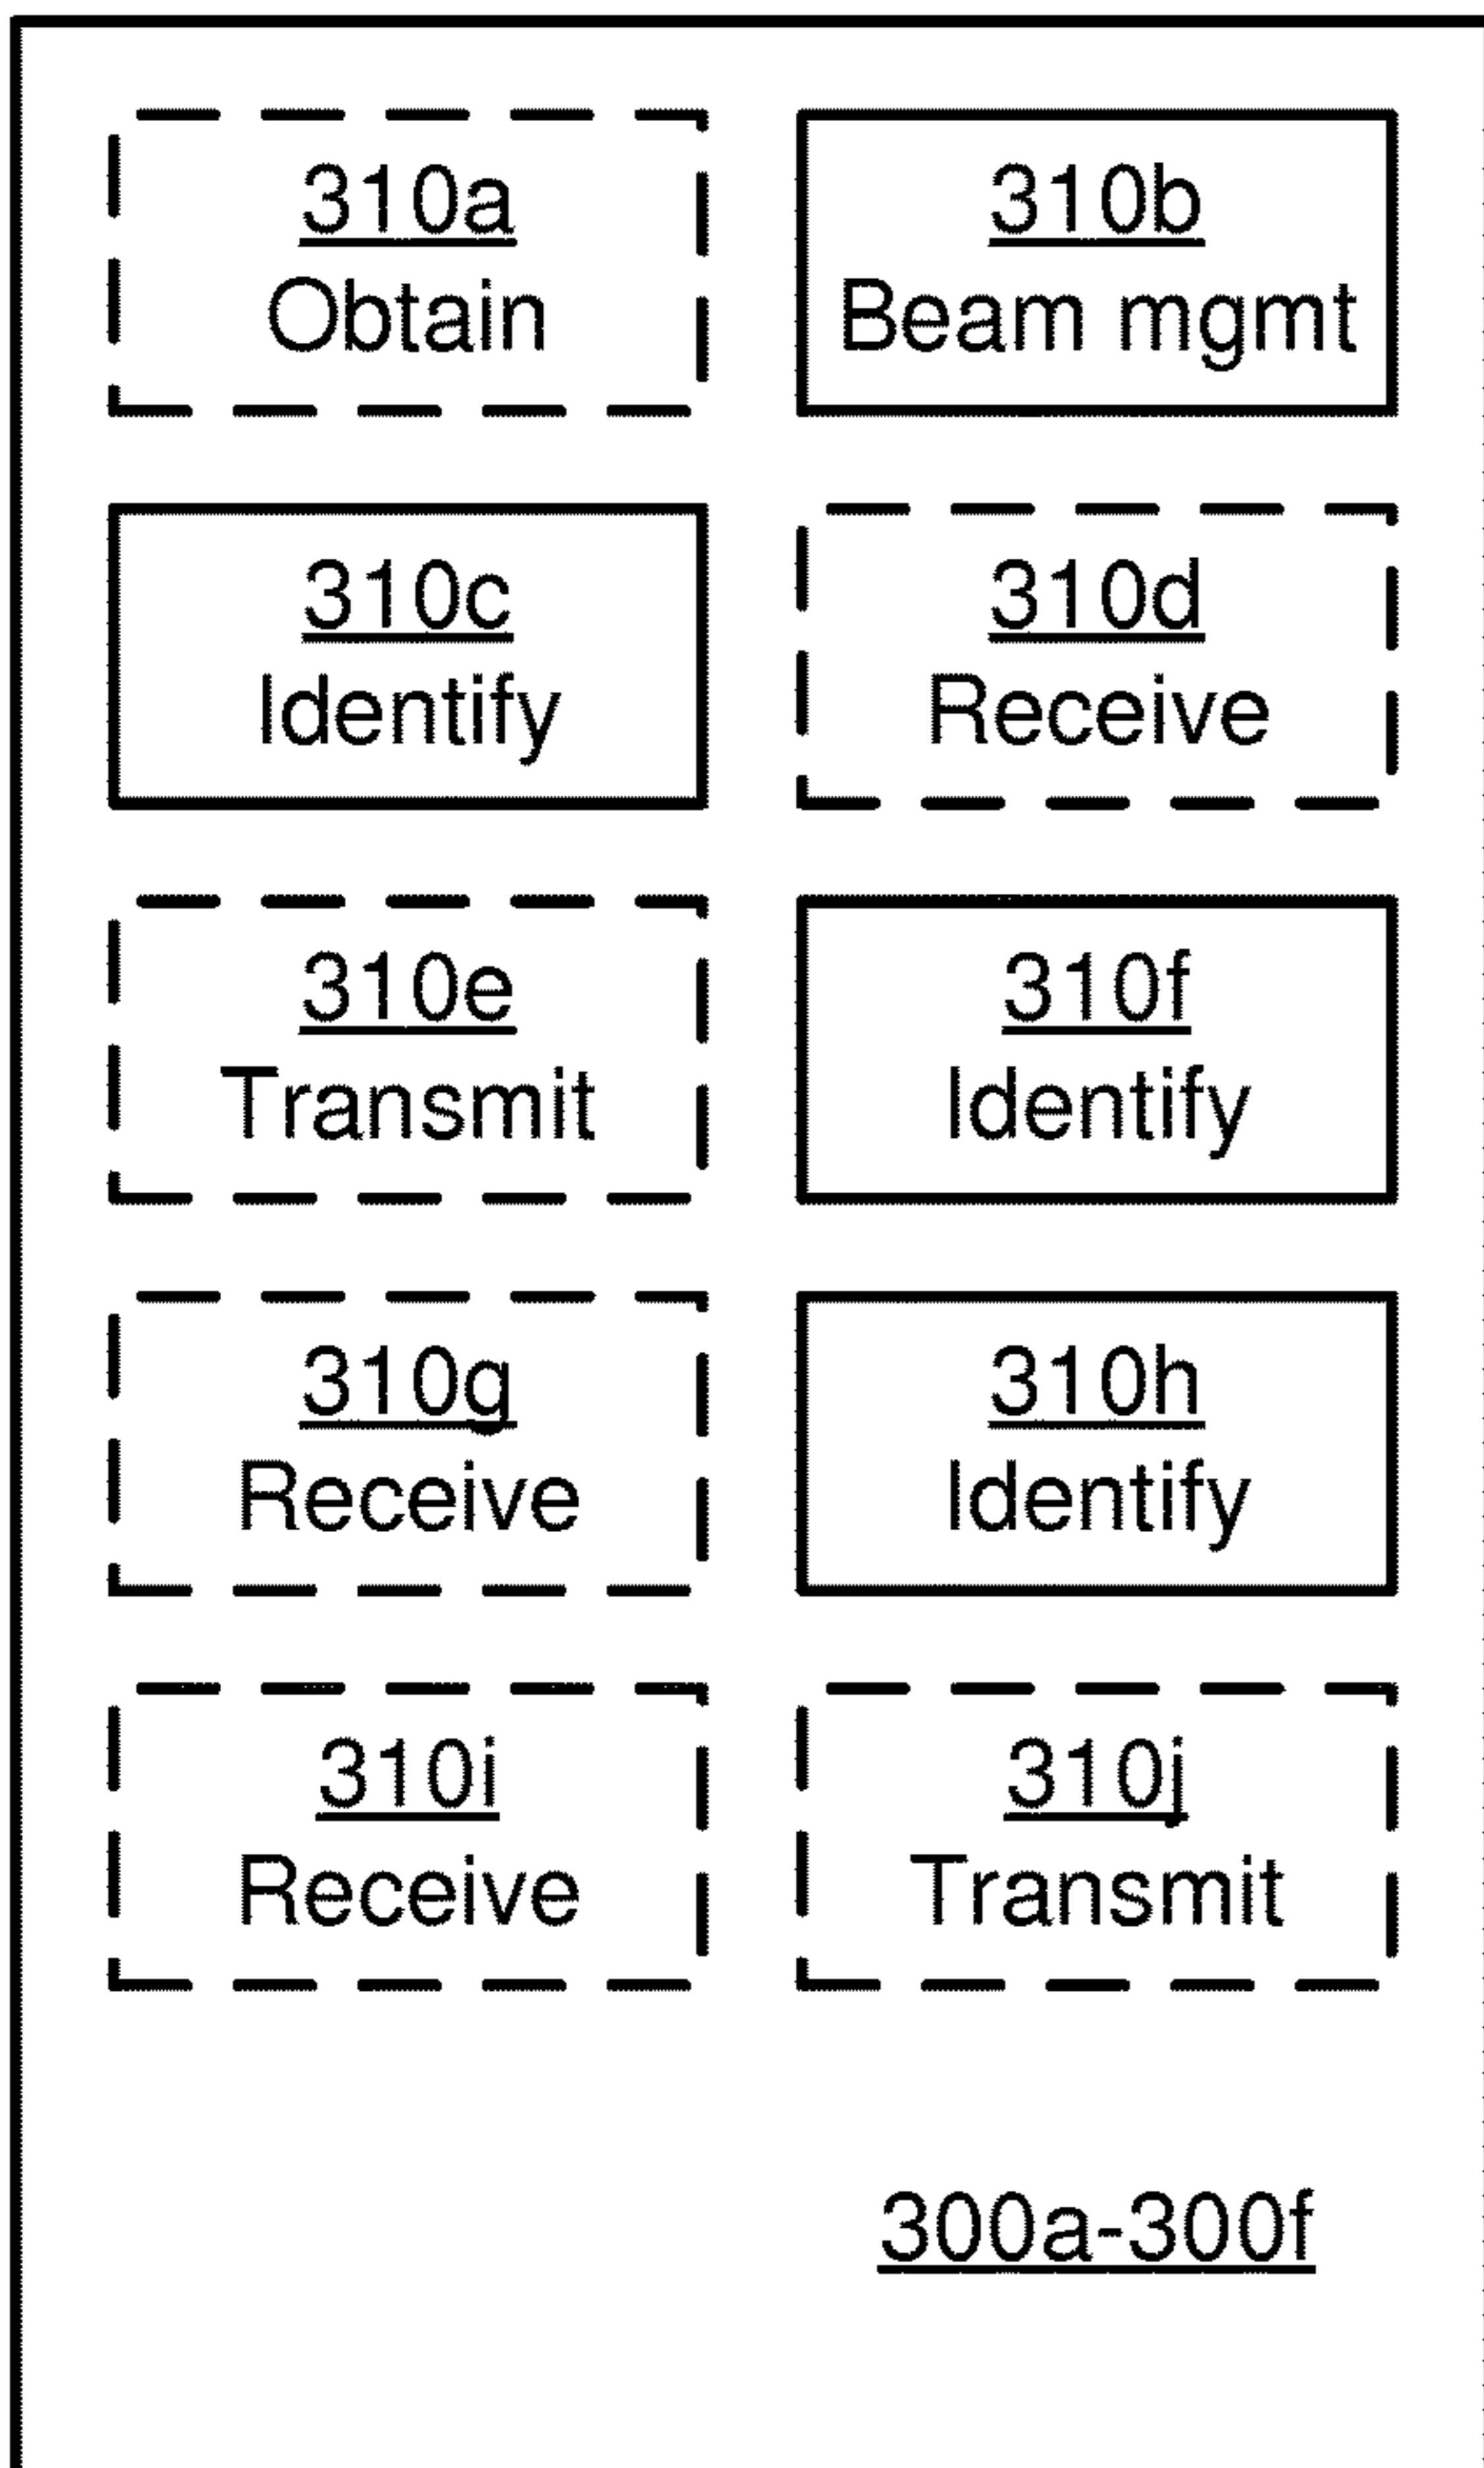 310a
Obtain
310b
Beam mgmt
310c
Identify
310d
Receive
310e
Transmit
310f
Identify
310g
Receive
310h
Identify
310i
Receive
310j
Transmit
300a-300f